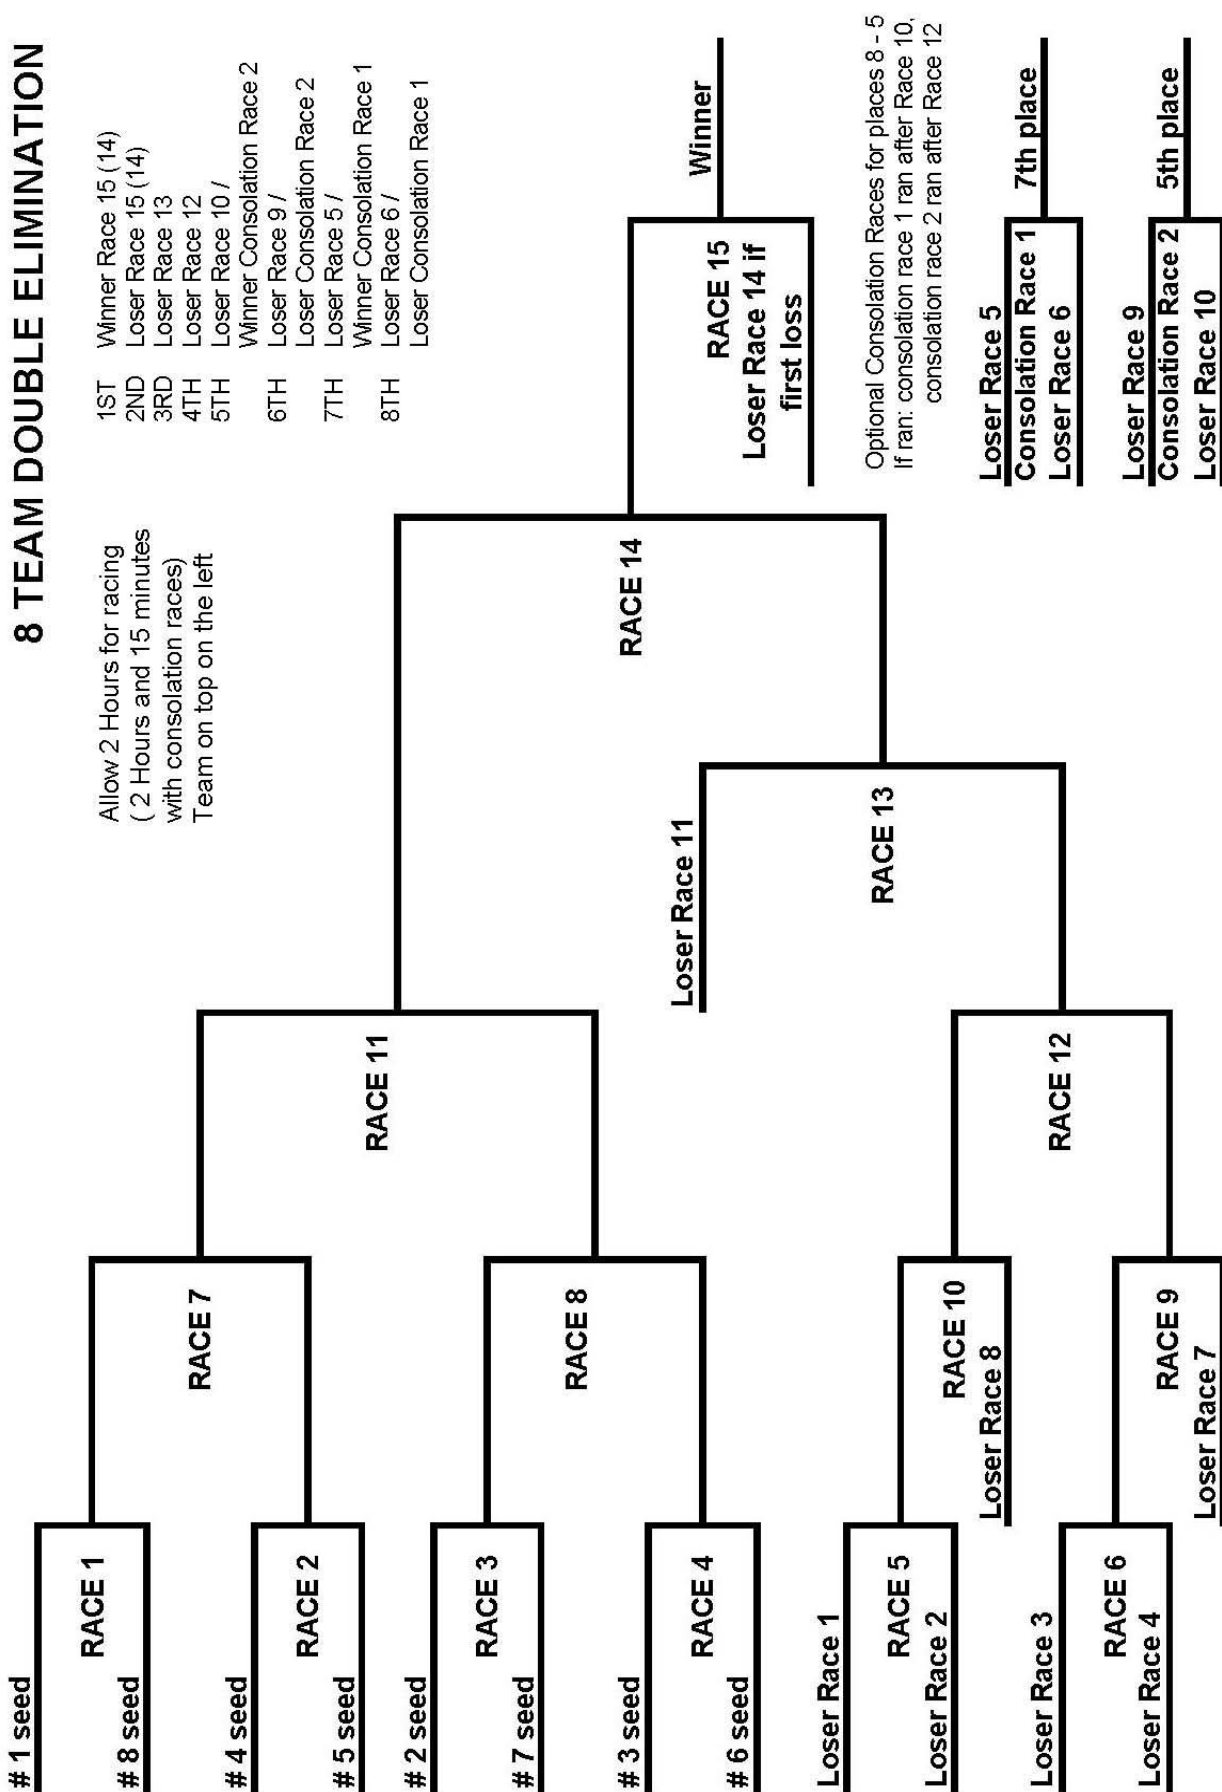 8 TEAM DOUBLE ELIMINATION
Allow 2 Hours for racing
( 2 Hours and 15 minutes
with consolation races)
Team on top on the left
1ST Winner Race 15 (14)
2ND Loser Race 15 (14)
3RD Loser Race 13
4TH Loser Race 12
5TH Loser Race 10 /
Winner Consolation Race 2
6TH Loser Race 9 /
Loser Consolation Race 2
7TH Loser Race 5 /
Winner Consolation Race 1
8TH Loser Race 6 /
Loser Consolation Race 1
# 1 seed
RACE 1
# 8 seed
RACE 7
# 4 seed
RACE 2
# 5 seed
RACE 11
# 2 seed
RACE 3
# 7 seed
RACE 8
# 3 seed
RACE 4
# 6 seed
RACE 14
Winner
RACE 15
Loser Race 14 if
first loss
Loser Race 11
RACE 13
Loser Race 1
RACE 5
Loser Race 2
RACE 10
Loser Race 8
RACE 12
Loser Race 3
RACE 6
Loser Race 4
RACE 9
Loser Race 7
Optional Consolation Races for places 8 - 5
If ran: consolation race 1 ran after Race 10,
consolation race 2 ran after Race 12
Loser Race 5
Consolation Race 1
Loser Race 6
7th place
Loser Race 9
Consolation Race 2
Loser Race 10
5th place